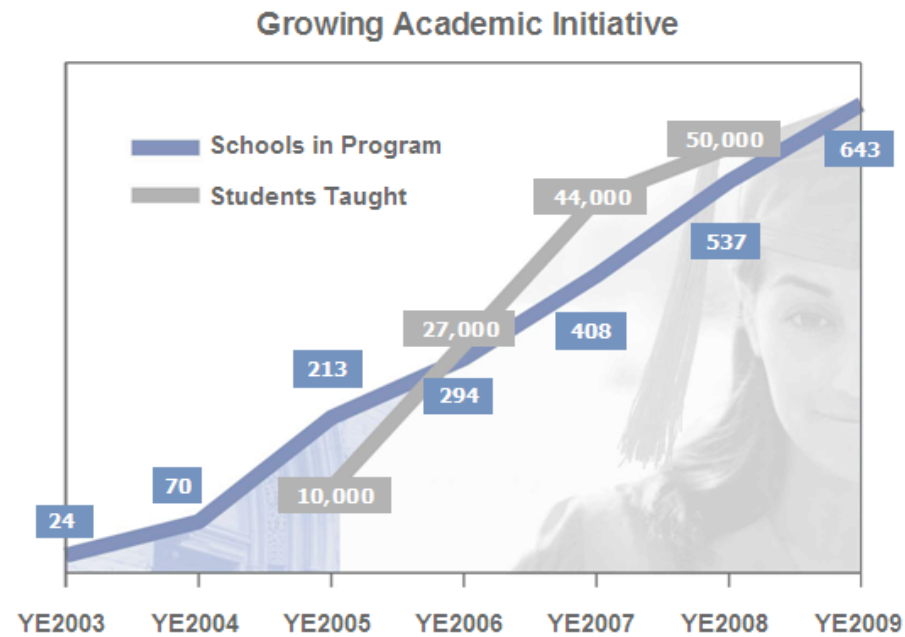 Growing Academic Initiative
Schools in Program
Students Taught
50,000
643
44,000
537
27,000
408
213
294
70
10,000
24
YE2003 YE2004 YE2005 YE2006 YE2007 YE2008 YE2009